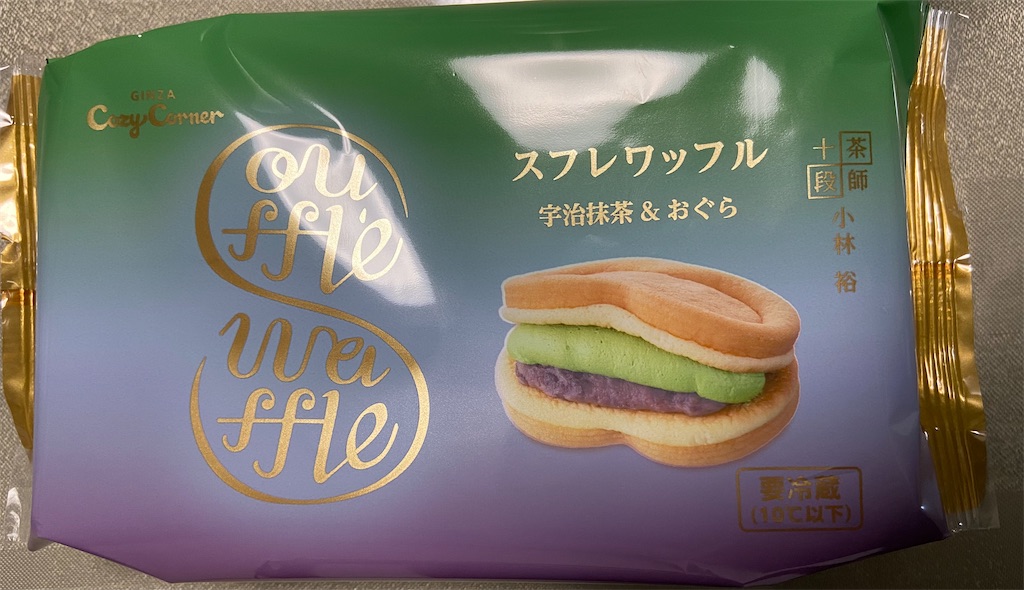 GINZA
Cozy Corner
Souffl'e
Waffle
スフレワッフル
宇治抹茶 & おぐら
茶師
十段
小林 裕
要冷蔵
(10℃以下)